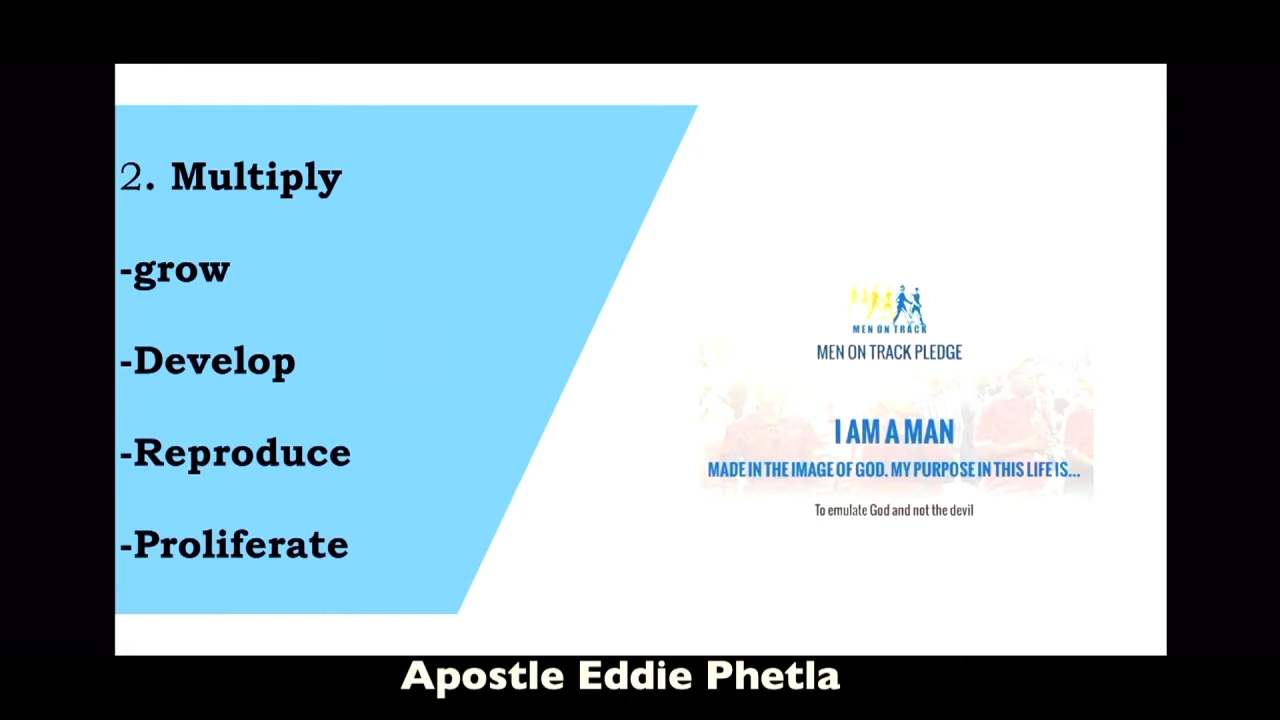 2. Multiply
-grow
-Develop
-Reproduce
-Proliferate
MEN ON TRACK
MEN ON TRACK PLEDGE
I AM A MAN
MADE IN THE IMAGE OF GOD. MY PURPOSE IN THIS LIFE IS...
To emulate God and not the devil
Apostle Eddie Phetla